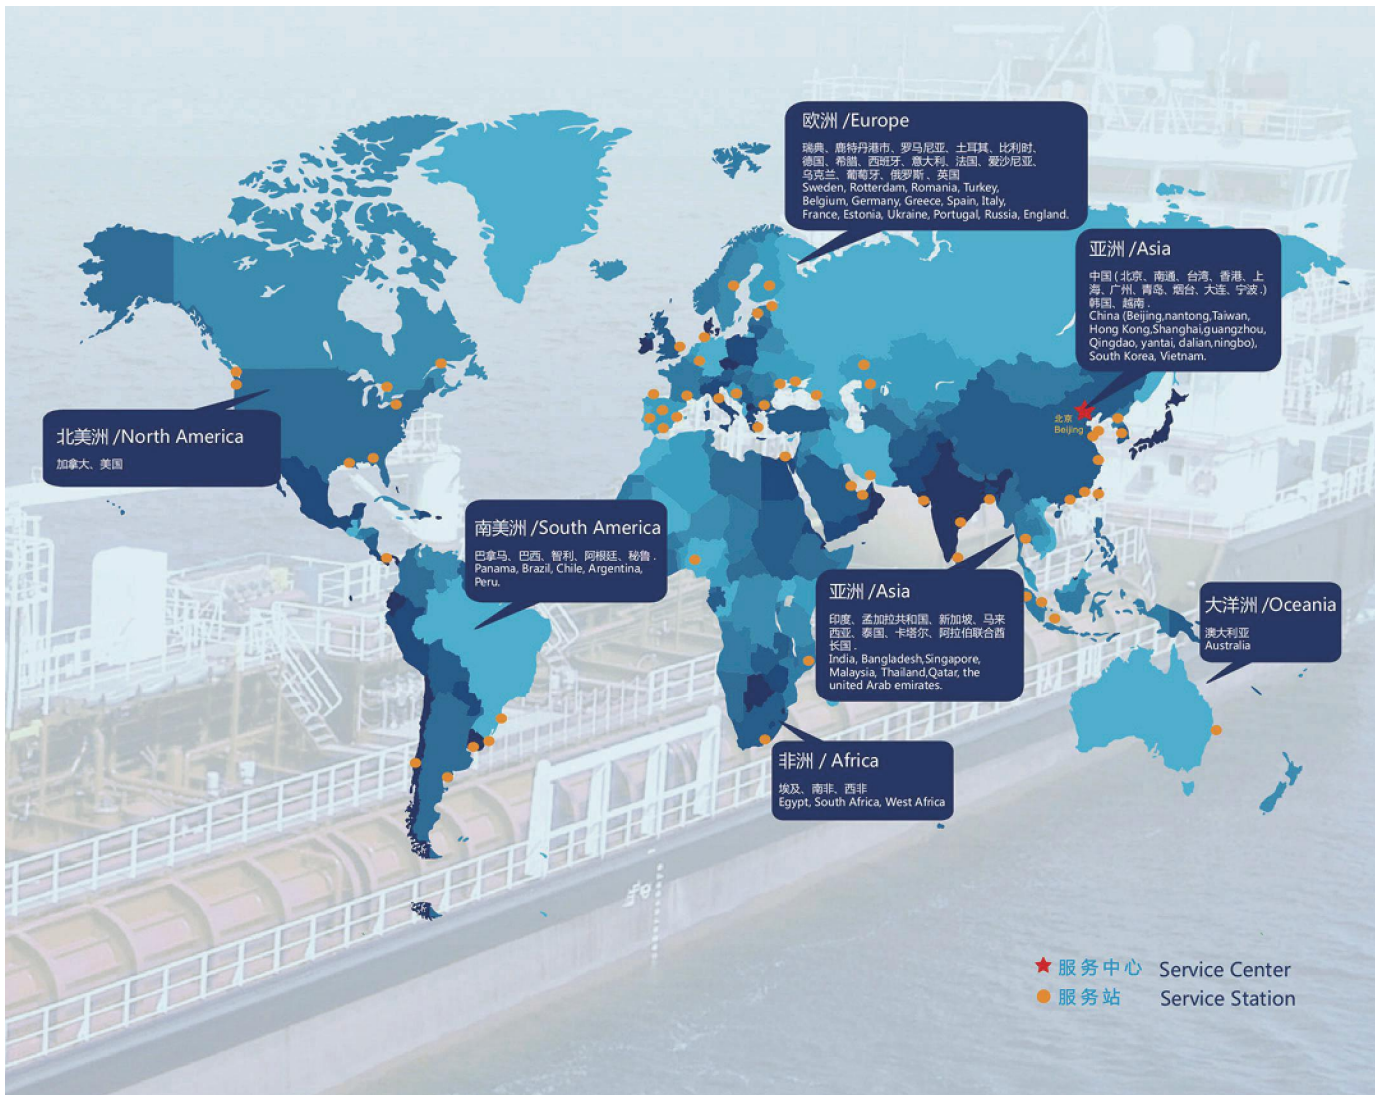 欧洲 /Europe
瑞典、鹿特丹港市、罗马尼亚、土耳其、比利时、
德国、希腊、西班牙、意大利、法国、爱沙尼亚、
乌克兰、葡萄牙、俄罗斯 、英国
Sweden, Rotterdam, Romania, Turkey,
Belgium, Germany, Greece, Spain, Italy,
France, Estonia, Ukraine, Portugal, Russia, England.
亚洲 /Asia
中国 ( 北京、南通、台湾、香港、上
海、广州、青岛、烟台、大连、宁波 .)
韩国、越南 .
China (Beijing,nantong,Taiwan,
Hong Kong,Shanghai,guangzhou,
Qingdao, yantai, dalian,ningbo),
South Korea, Vietnam.
北京
Beijing
北美洲 /North America
加拿大、美国
南美洲 /South America
巴拿马、巴西、智利、阿根廷、秘鲁 .
Panama, Brazil, Chile, Argentina,
Peru.
亚洲 /Asia
印度、孟加拉共和国、新加坡、马来
西亚、泰国、卡塔尔、阿拉伯联合酋
长国 .
India, Bangladesh,Singapore,
Malaysia, Thailand,Qatar, the
united Arab emirates.
大洋洲 /Oceania
澳大利亚
Australia
非洲 / Africa
埃及、南非、西非
Egypt, South Africa, West Africa
服务中心 Service Center
服务站 Service Station